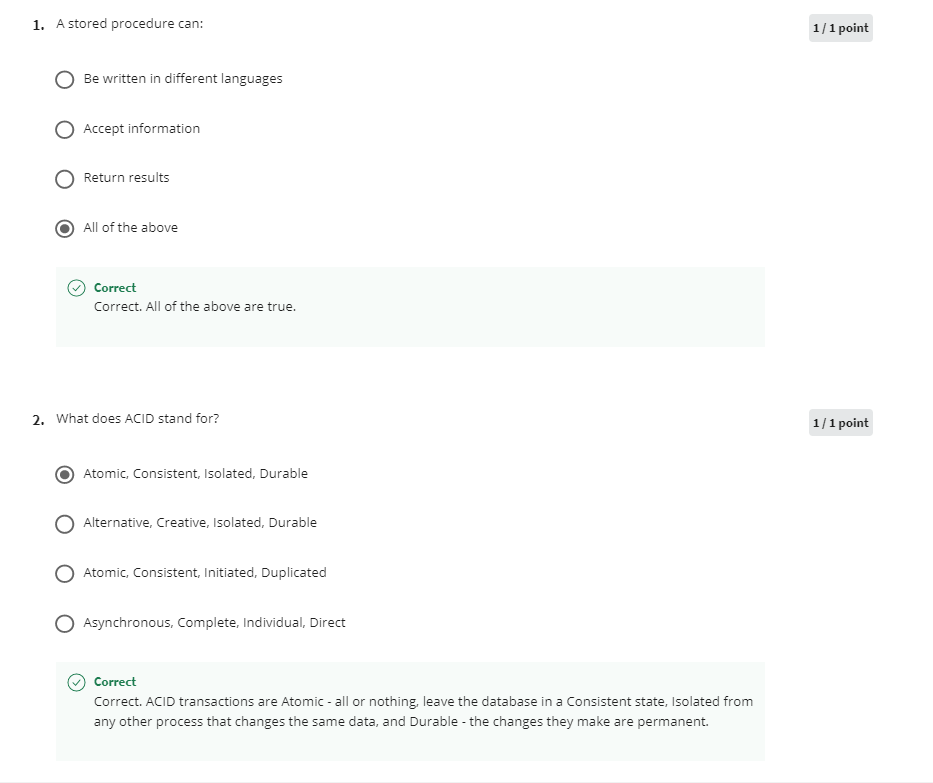 1. A stored procedure can:
1 / 1 point
Be written in different languages
Accept information
Return results
All of the above
Correct
Correct. All of the above are true.
2. What does ACID stand for?
1 / 1 point
Atomic, Consistent, Isolated, Durable
Alternative, Creative, Isolated, Durable
Atomic, Consistent, Initiated, Duplicated
Asynchronous, Complete, Individual, Direct
Correct
Correct. ACID transactions are Atomic - all or nothing, leave the database in a Consistent state, Isolated from
any other process that changes the same data, and Durable - the changes they make are permanent.